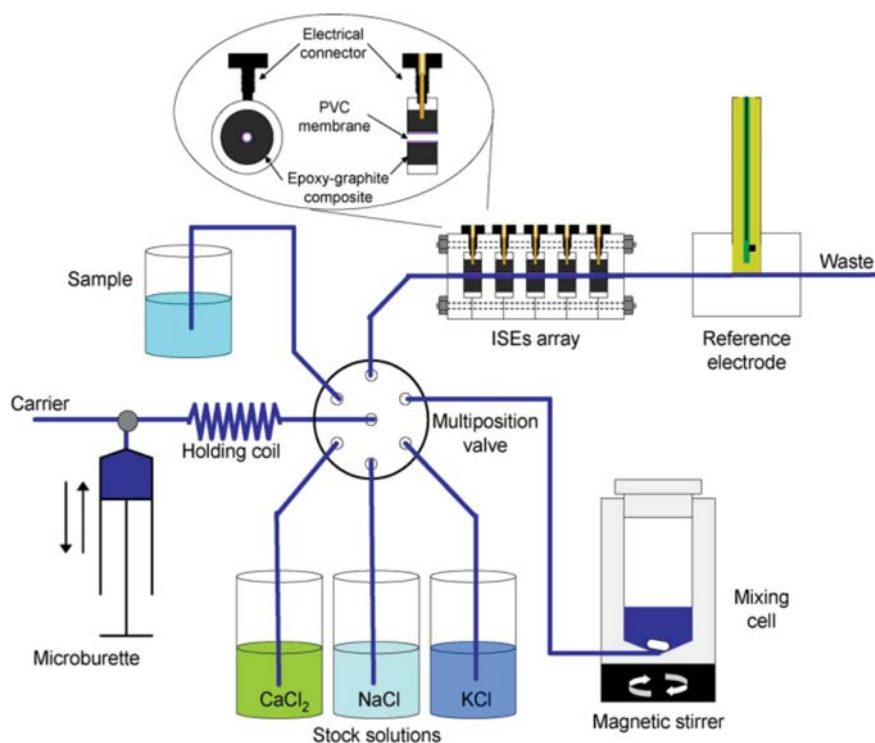 Electrical
connector
PVC
membrane
Epoxy-graphite
composite
Sample
Waste
ISEs array
Reference
electrode
Carrier
Holding coil
Multiposition
valve
Mixing
cell
Microburette
CaCl₂
NaCl
KCl
Stock solutions
Magnetic stirrer